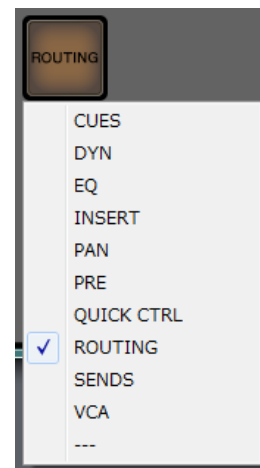 ROUTING
CUES
DYN
EQ
INSERT
PAN
PRE
QUICK CTRL
ROUTING
SENDS
VCA
---